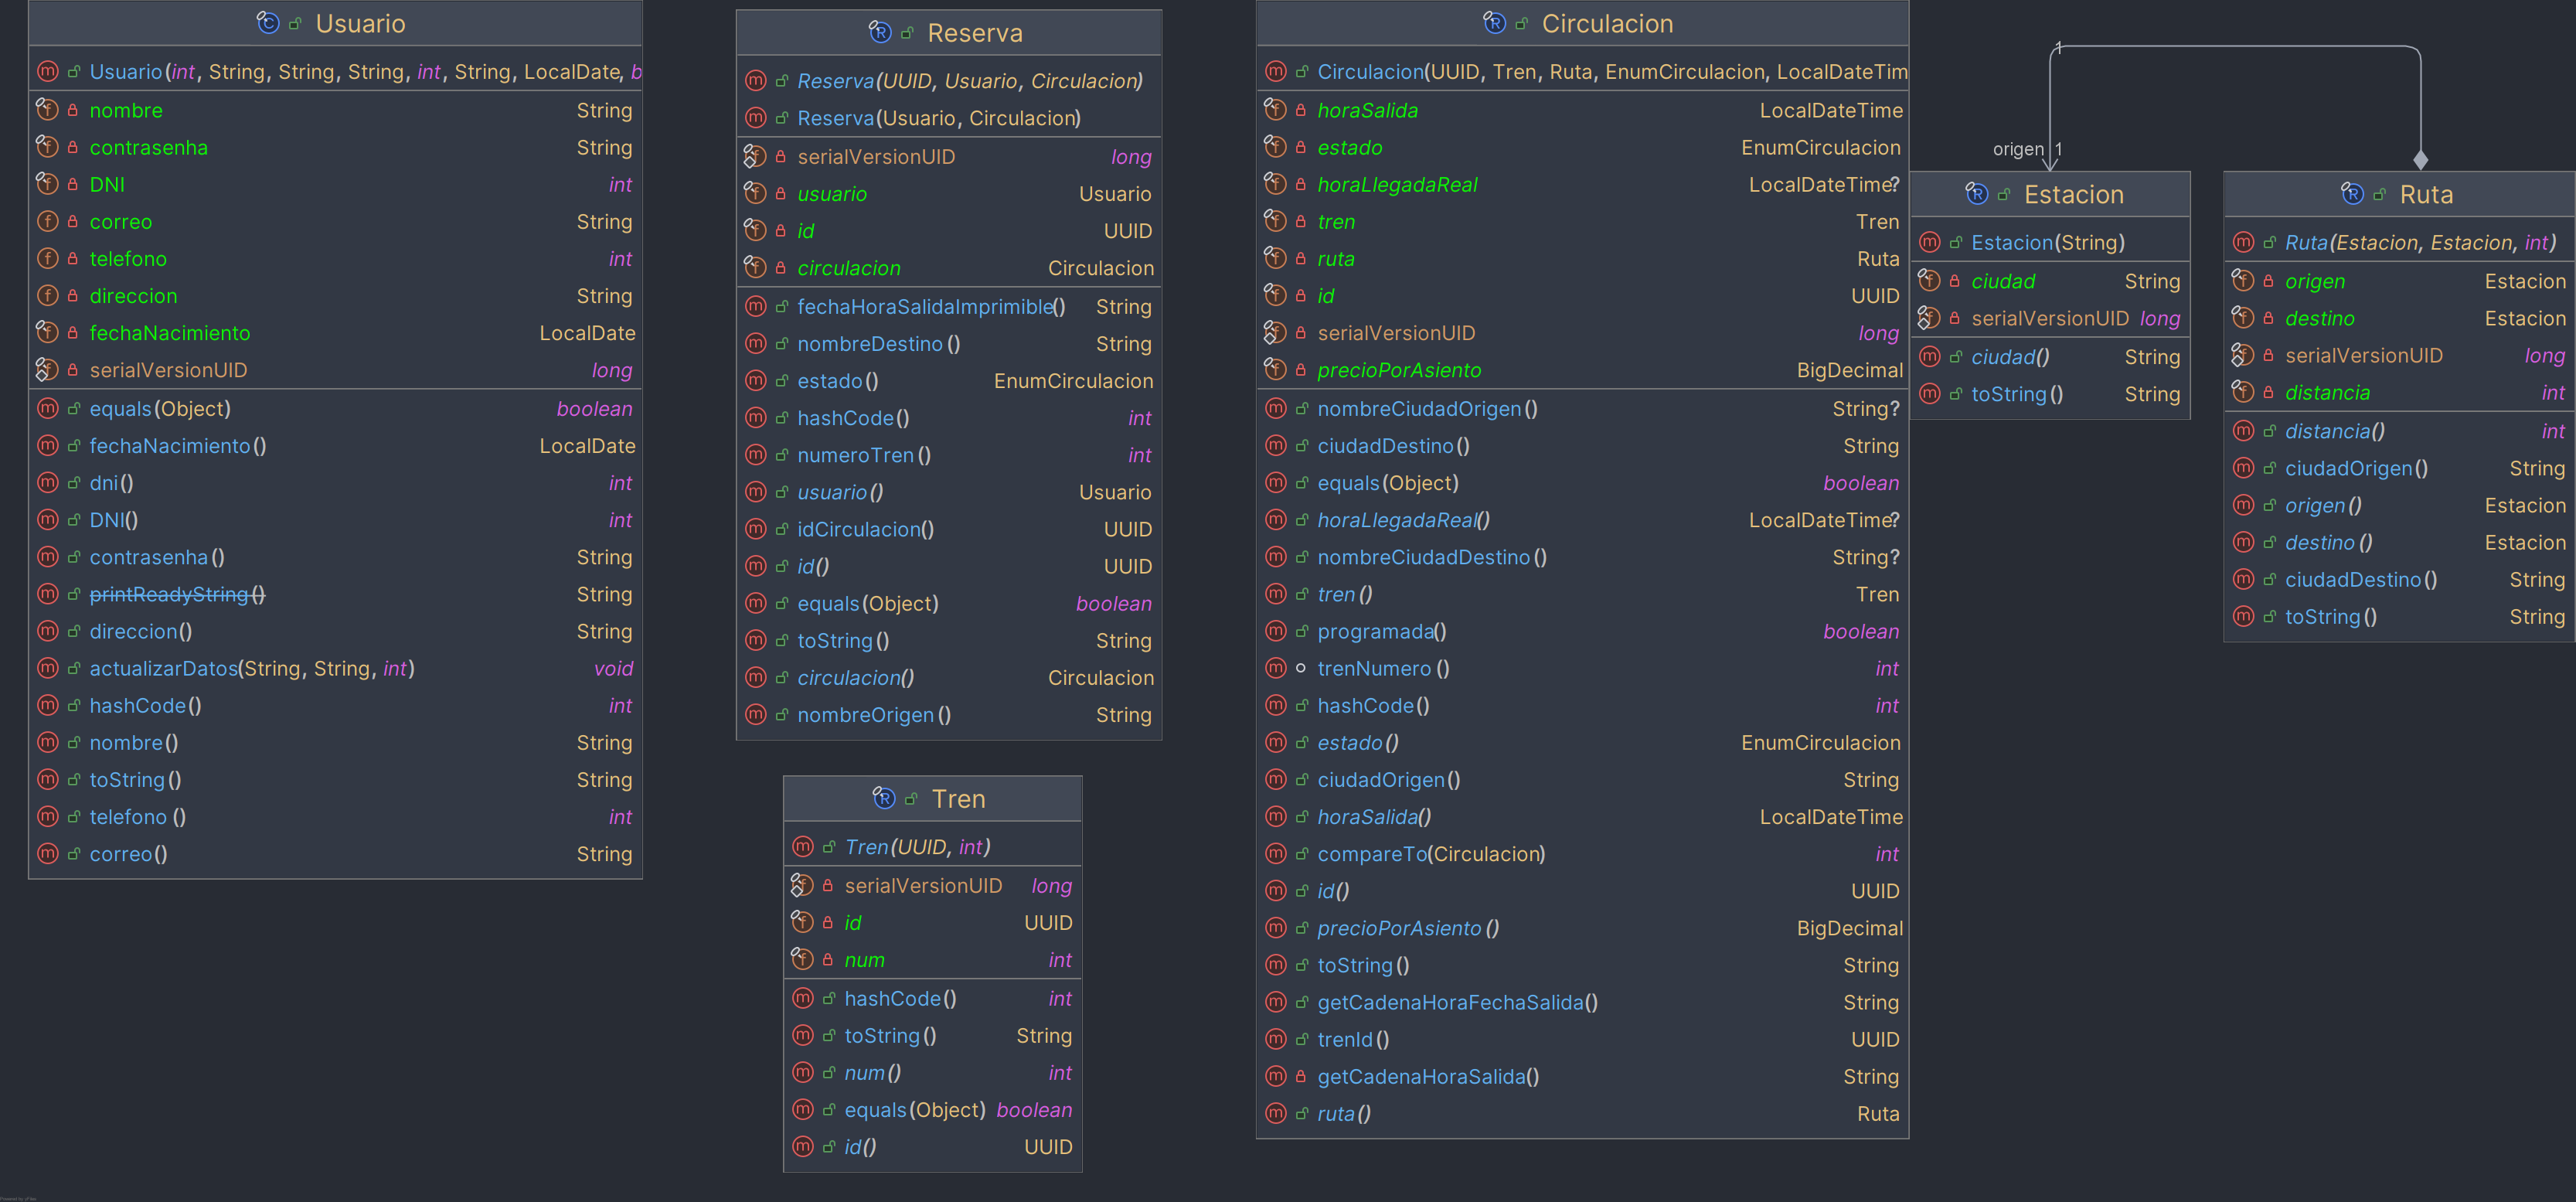 Usuario
Usuario(int, String, String, String, int, String, LocalDate, b
nombre String
contrasenha String
DNI int
correo String
telefono int
direccion String
fechaNacimiento LocalDate
serialVersionUID long
equals(Object) boolean
fechaNacimiento() LocalDate
dni() int
DNI() int
contrasenha() String
printReadyString() String
direccion() String
actualizarDatos(String, String, int) void
hashCode() int
nombre() String
toString() String
telefono() int
correo() String
Reserva
Reserva(UUID, Usuario, Circulacion)
Reserva(Usuario, Circulacion)
serialVersionUID long
usuario Usuario
id UUID
circulacion Circulacion
fechaHoraSalidaImprimible() String
nombreDestino() String
estado() EnumCirculacion
hashCode() int
numeroTren() int
usuario() Usuario
idCirculacion() UUID
id() UUID
equals(Object) boolean
toString() String
circulacion() Circulacion
nombreOrigen() String
Tren
Tren(UUID, int)
serialVersionUID long
id UUID
num int
hashCode() int
toString() String
num() int
equals(Object) boolean
id() UUID
Circulacion
Circulacion(UUID, Tren, Ruta, EnumCirculacion, LocalDateTim
horaSalida LocalDateTime
estado EnumCirculacion
horaLlegadaReal LocalDateTime?
tren Tren
ruta Ruta
id UUID
serialVersionUID long
precioPorAsiento BigDecimal
nombreCiudadOrigen() String?
ciudadDestino() String
equals(Object) boolean
horaLlegadaReal() LocalDateTime?
nombreCiudadDestino() String?
tren() Tren
programada() boolean
trenNumero() int
hashCode() int
estado() EnumCirculacion
ciudadOrigen() String
horaSalida() LocalDateTime
compareTo(Circulacion) int
id() UUID
precioPorAsiento() BigDecimal
toString() String
getCadenaHoraFechaSalida() String
trenId() UUID
getCadenaHoraSalida() String
ruta() Ruta
1
origen 1
Estacion
Estacion(String)
ciudad String
serialVersionUID long
ciudad() String
toString() String
Ruta
Ruta(Estacion, Estacion, int)
origen Estacion
destino Estacion
serialVersionUID long
distancia int
distancia() int
ciudadOrigen() String
origen() Estacion
destino() Estacion
ciudadDestino() String
toString() String